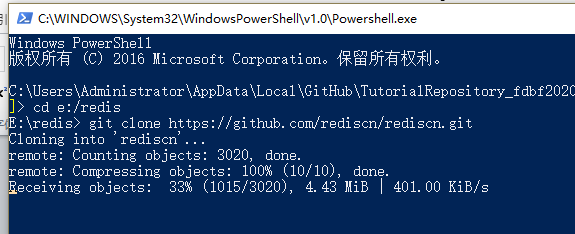 C:\WINDOWS\System32\WindowsPowerShell\v1.0\Powershell.exe
Windows PowerShell
版权所有 (C) 2016 Microsoft Corporation。保留所有权利。
C:\Users\Administrator\AppData\Local\GitHub\TutorialRepository_fdbf2020
]> cd e:/redis
E:\redis> git clone https://github.com/rediscn/rediscn.git
Cloning into 'rediscn'...
remote: Counting objects: 3020, done.
remote: Compressing objects: 100% (10/10), done.
Receiving objects:  33% (1015/3020), 4.43 MiB | 401.00 KiB/s